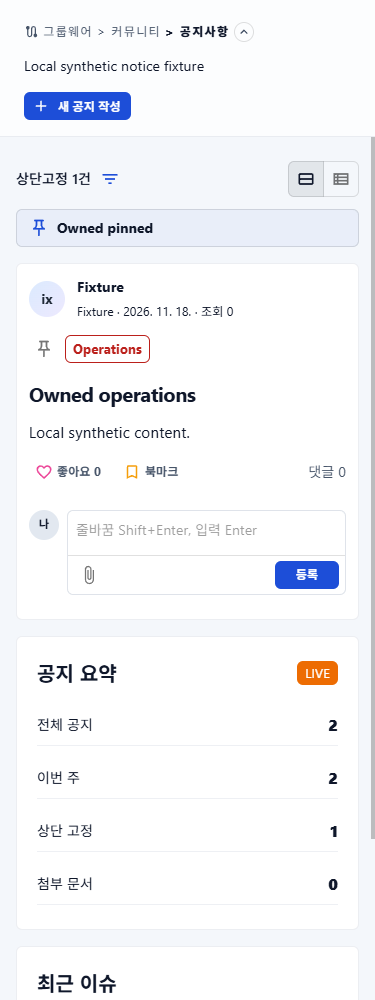 그룹웨어 > 커뮤니티 > 공지사항
Local synthetic notice fixture
+ 새 공지 작성
상단고정 1건
Owned pinned
ix
Fixture
Fixture · 2026. 11. 18. · 조회 0
Operations
Owned operations
Local synthetic content.
좋아요 0 북마크 댓글 0
나
줄바꿈 Shift+Enter, 입력 Enter
등록
공지 요약 LIVE
전체 공지 2
이번 주 2
상단 고정 1
첨부 문서 0
최근 이슈